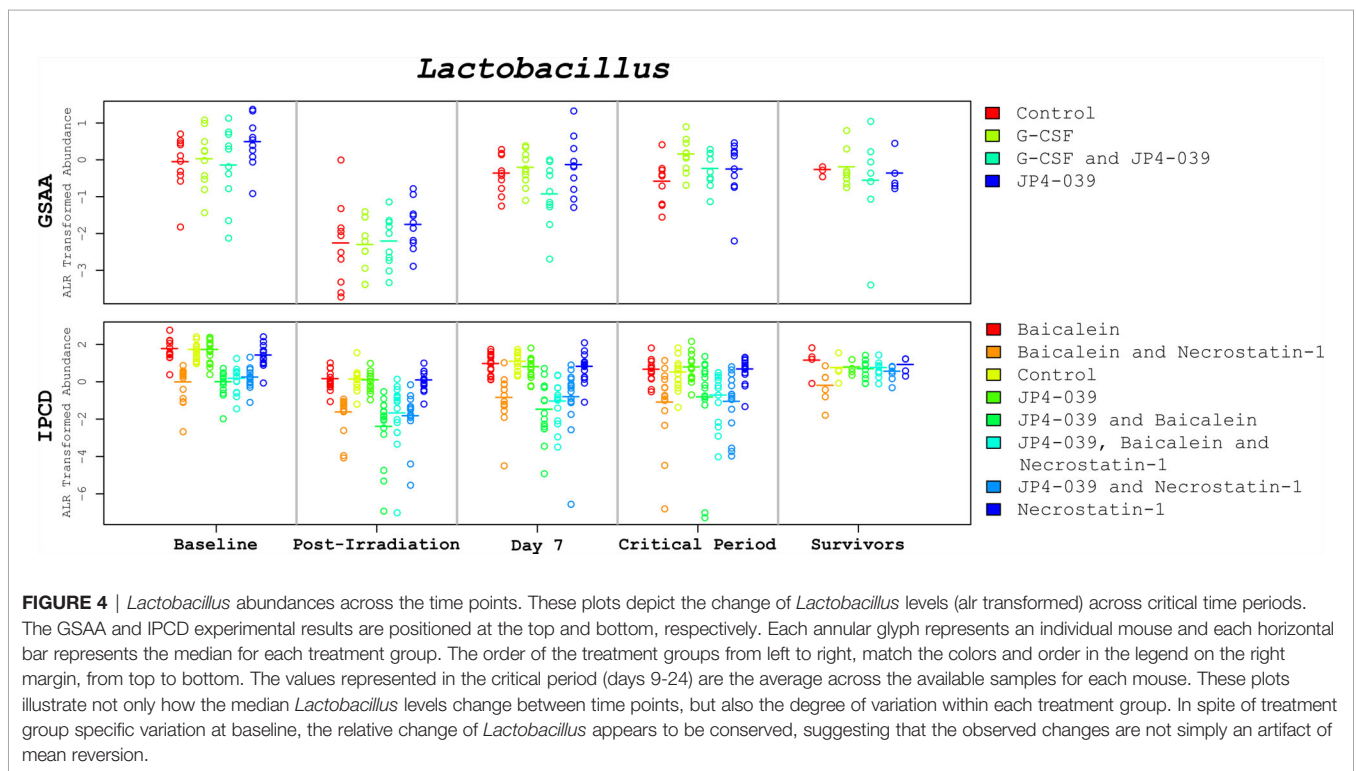 Lactobacillus
GSAA
ALR Transformed Abundance
1
0
-1
-2
-3
Control
G-CSF
G-CSF and JP4-039
JP4-039
IPCD
ALR Transformed Abundance
2
0
-2
-4
-6
Baicalein
Baicalein and Necrostatin-1
Control
JP4-039
JP4-039 and Baicalein
JP4-039, Baicalein and
Necrostatin-1
JP4-039 and Necrostatin-1
Necrostatin-1
Baseline Post-Irradiation Day 7 Critical Period Survivors
FIGURE 4 | Lactobacillus abundances across the time points. These plots depict the change of Lactobacillus levels (alr transformed) across critical time periods.
The GSAA and IPCD experimental results are positioned at the top and bottom, respectively. Each annular glyph represents an individual mouse and each horizontal
bar represents the median for each treatment group. The order of the treatment groups from left to right, match the colors and order in the legend on the right
margin, from top to bottom. The values represented in the critical period (days 9-24) are the average across the available samples for each mouse. These plots
illustrate not only how the median Lactobacillus levels change between time points, but also the degree of variation within each treatment group. In spite of treatment
group specific variation at baseline, the relative change of Lactobacillus appears to be conserved, suggesting that the observed changes are not simply an artifact of
mean reversion.